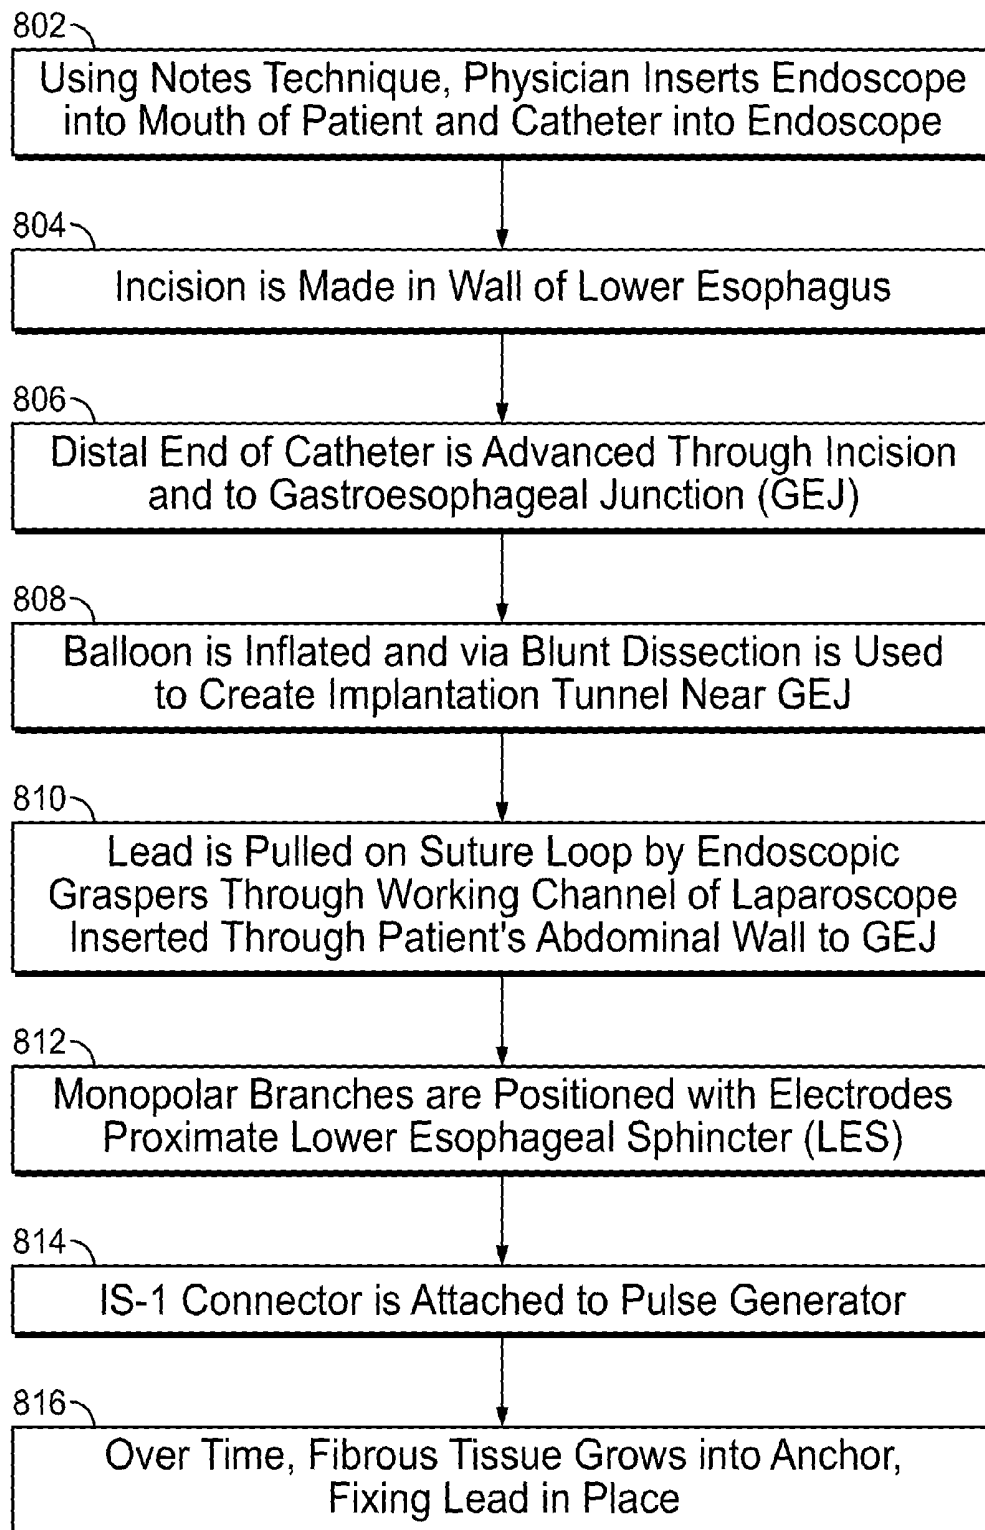 802
Using Notes Technique, Physician Inserts Endoscope
into Mouth of Patient and Catheter into Endoscope
804
Incision is Made in Wall of Lower Esophagus
806
Distal End of Catheter is Advanced Through Incision
and to Gastroesophageal Junction (GEJ)
808
Balloon is Inflated and via Blunt Dissection is Used
to Create Implantation Tunnel Near GEJ
810
Lead is Pulled on Suture Loop by Endoscopic
Graspers Through Working Channel of Laparoscope
Inserted Through Patient's Abdominal Wall to GEJ
812
Monopolar Branches are Positioned with Electrodes
Proximate Lower Esophageal Sphincter (LES)
814
IS-1 Connector is Attached to Pulse Generator
816
Over Time, Fibrous Tissue Grows into Anchor,
Fixing Lead in Place